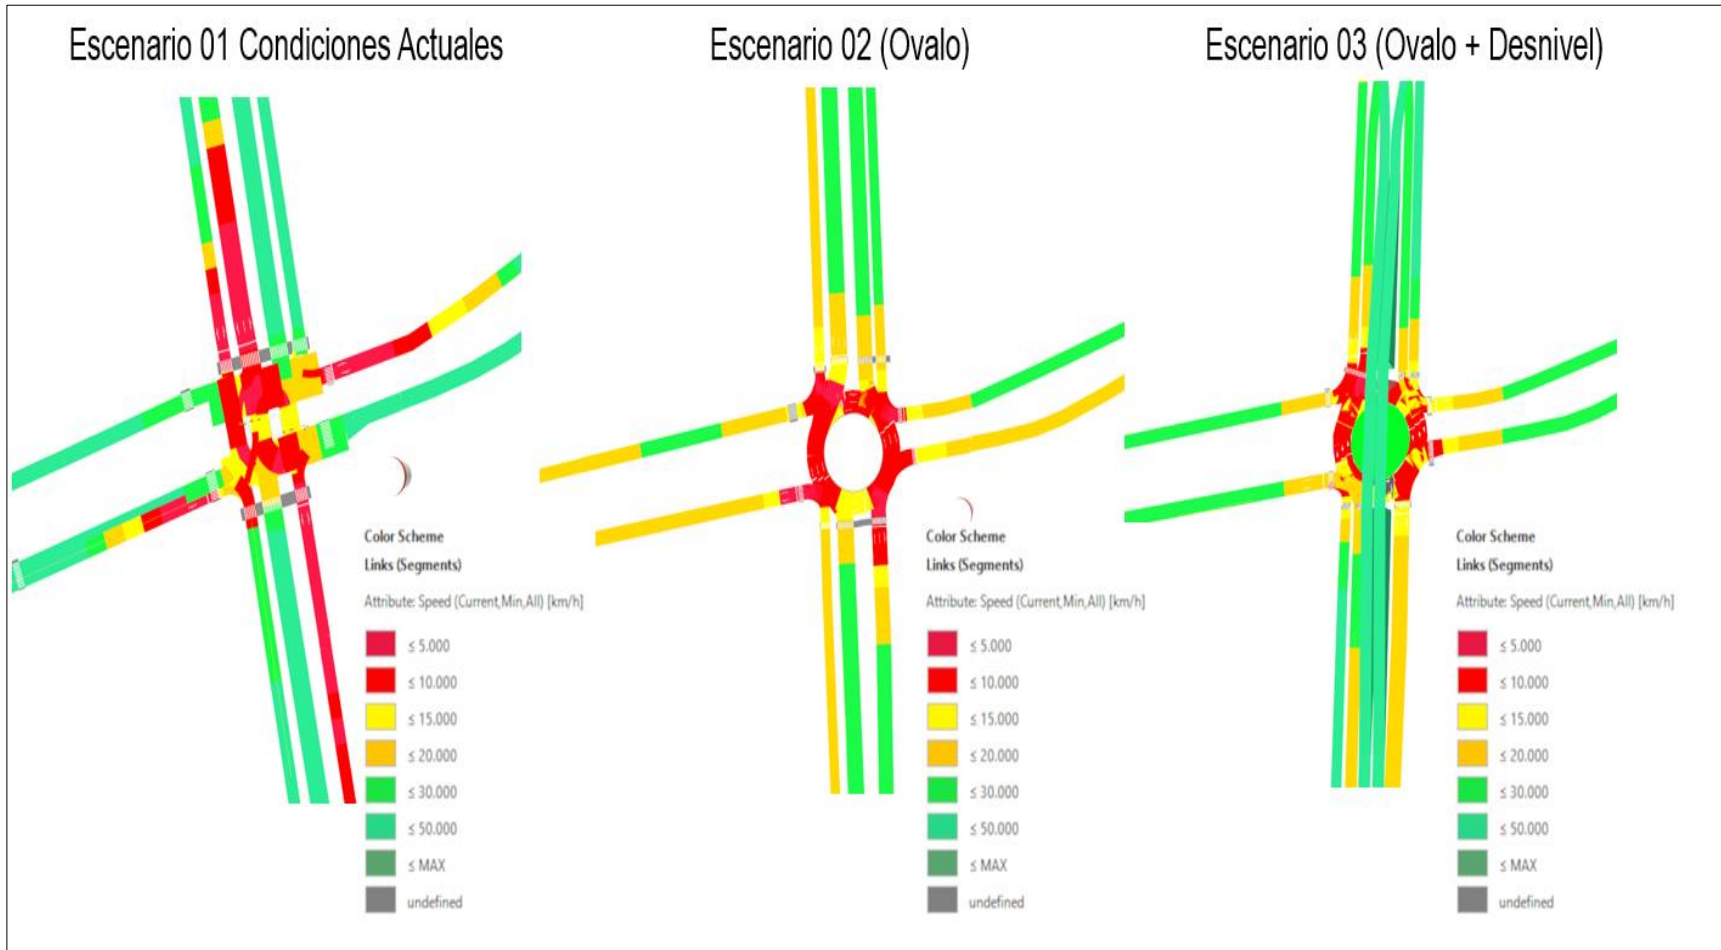 Escenario 01 Condiciones Actuales
Escenario 02 (Ovalo)
Escenario 03 (Ovalo + Desnivel)
Color Scheme
Links (Segments)
Attribute: Speed (Current,Min,All) [km/h]
≤ 5.000
≤ 10.000
≤ 15.000
≤ 20.000
≤ 30.000
≤ 50.000
≤ MAX
undefined
Color Scheme
Links (Segments)
Attribute: Speed (Current,Min,All) [km/h]
≤ 5.000
≤ 10.000
≤ 15.000
≤ 20.000
≤ 30.000
≤ 50.000
≤ MAX
undefined
Color Scheme
Links (Segments)
Attribute: Speed (Current,Min,All) [km/h]
≤ 5.000
≤ 10.000
≤ 15.000
≤ 20.000
≤ 30.000
≤ 50.000
≤ MAX
undefined